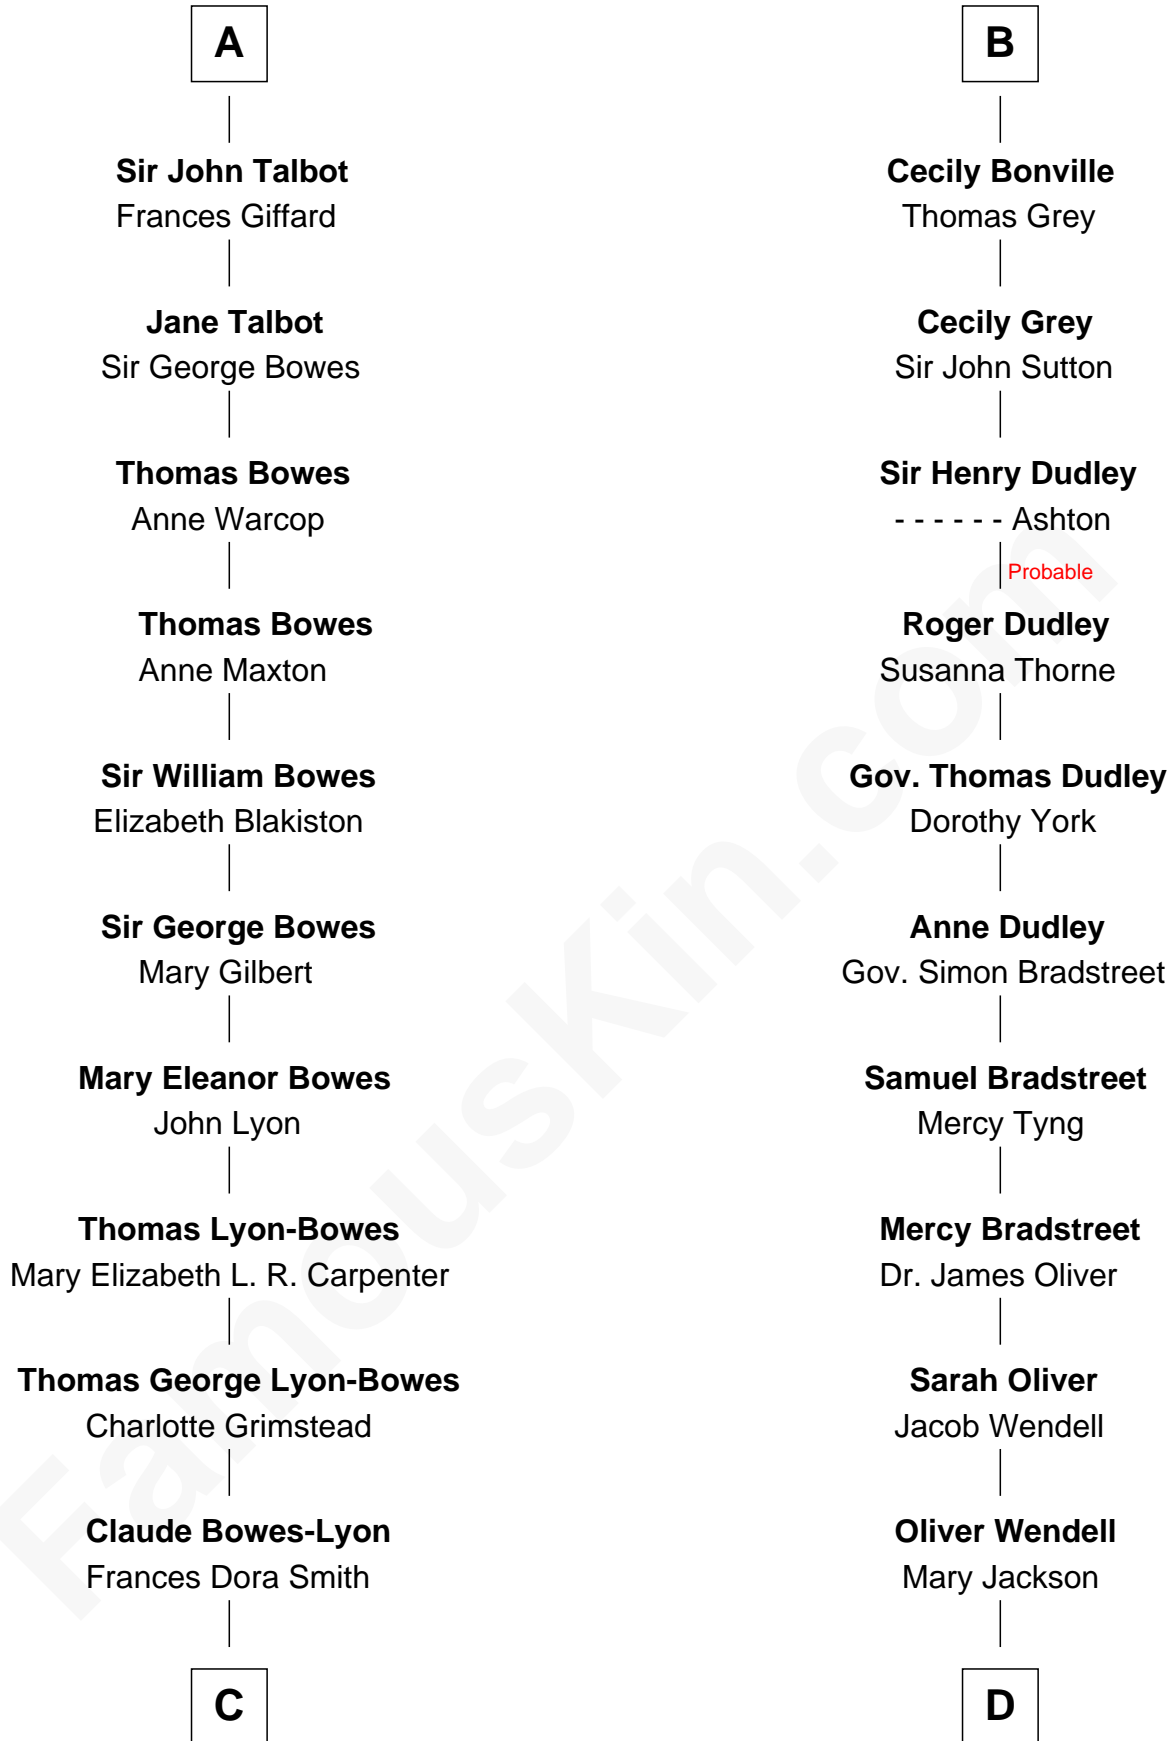 A
Sir John Talbot
Frances Giffard
Jane Talbot
Sir George Bowes
Thomas Bowes
Anne Warcop
Thomas Bowes
Anne Maxton
Sir William Bowes
Elizabeth Blakiston
Sir George Bowes
Mary Gilbert
Mary Eleanor Bowes
John Lyon
Thomas Lyon-Bowes
Mary Elizabeth L. R. Carpenter
Thomas George Lyon-Bowes
Charlotte Grimstead
Claude Bowes-Lyon
Frances Dora Smith
C
B
Cecily Bonville
Thomas Grey
Cecily Grey
Sir John Sutton
Sir Henry Dudley
- - - - - - Ashton
Probable
Roger Dudley
Susanna Thorne
Gov. Thomas Dudley
Dorothy York
Anne Dudley
Gov. Simon Bradstreet
Samuel Bradstreet
Mercy Tyng
Mercy Bradstreet
Dr. James Oliver
Sarah Oliver
Jacob Wendell
Oliver Wendell
Mary Jackson
D
FamousKin.com